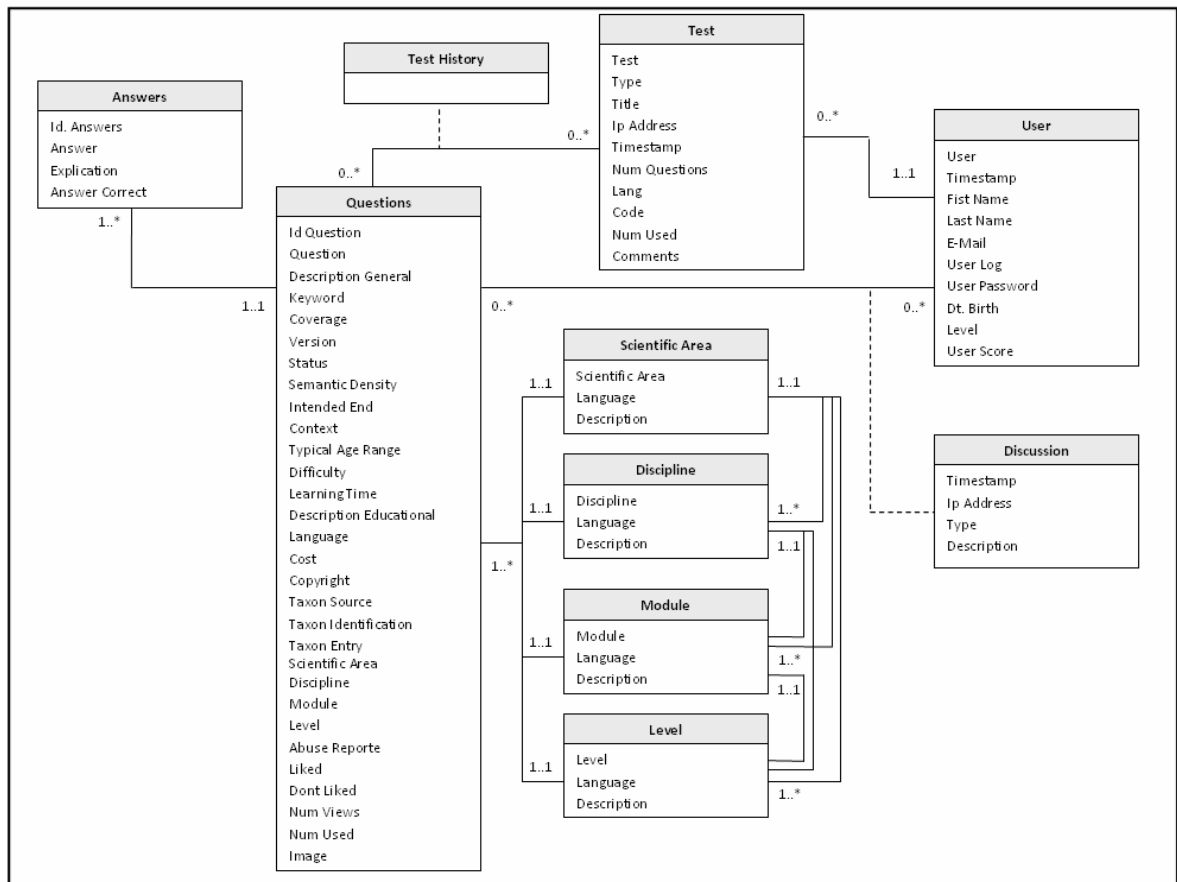 Test
Test
Type
Title
Ip Address
Timestamp
Num Questions
Lang
Code
Num Used
Comments
Test History
Answers
Id. Answers
Answer
Explication
Answer Correct
0..*
0..*
0..*
1..1
User
User
Timestamp
Fist Name
Last Name
E-Mail
User Log
User Password
Dt. Birth
Level
User Score
1..*
1..1
0..*
0..*
Questions
Id Question
Question
Description General
Keyword
Coverage
Version
Status
Semantic Density
Intended End
Context
Typical Age Range
Difficulty
LearningTime
Description Educational
Language
Cost
Copyright
Taxon Source
Taxon Identification
Taxon Entry
Scientific Area
Discipline
Module
Level
Abuse Reporte
Liked
Dont Liked
Num Views
Num Used
Image
1..*
1..1
Scientific Area
Scientific Area
Language
Description
1..1
1..1
Discipline
Discipline
Language
Description
1..*
1..1
1..1
Module
Module
Language
Description
1..*
1..1
1..1
Level
Level
Language
Description
1..*
Discussion
Timestamp
Ip Address
Type
Description